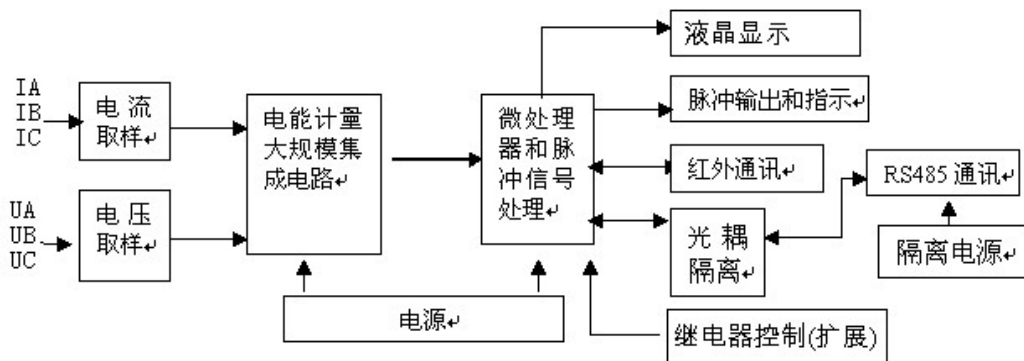 IA
IB
IC
电流
取样
UA
UB
UC
电压
取样
电能计量
大规模集
成电路
微处理
器和脉
冲信号
处理
液晶显示
脉冲输出和指示
红外通讯
光耦
隔离
RS485 通讯
隔离电源
电源
继电器控制(扩展)